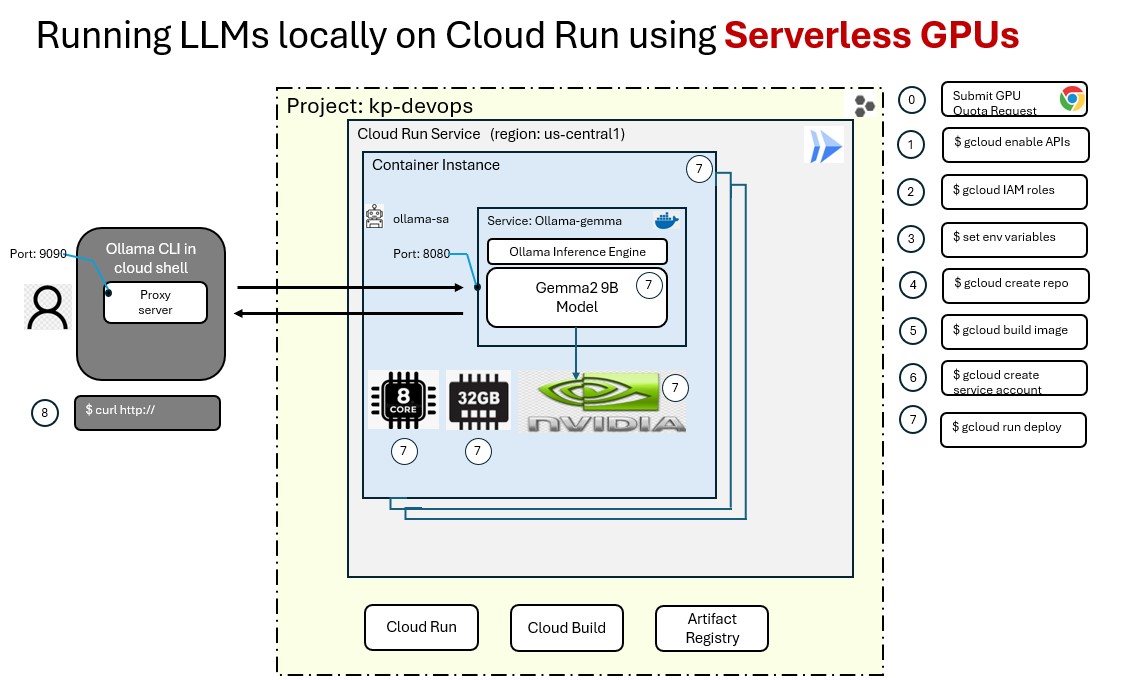 Running LLMs locally on Cloud Run using Serverless GPUs
Project: kp-devops
Cloud Run Service (region: us-central1)
Container Instance
7
ollama-sa
Service: Ollama-gemma
Port: 8080
Ollama Inference Engine
Gemma2 9B
Model
7
8
CORE
32GB
NVIDIA
7
7
7
Cloud Run
Cloud Build
Artifact
Registry
Port: 9090
Ollama CLI in
cloud shell
Proxy
server
8
$ curl http://
0
Submit GPU
Quota Request
1
$ gcloud enable APIs
2
$ gcloud IAM roles
3
$ set env variables
4
$ gcloud create repo
5
$ gcloud build image
6
$ gcloud create
service account
7
$ gcloud run deploy